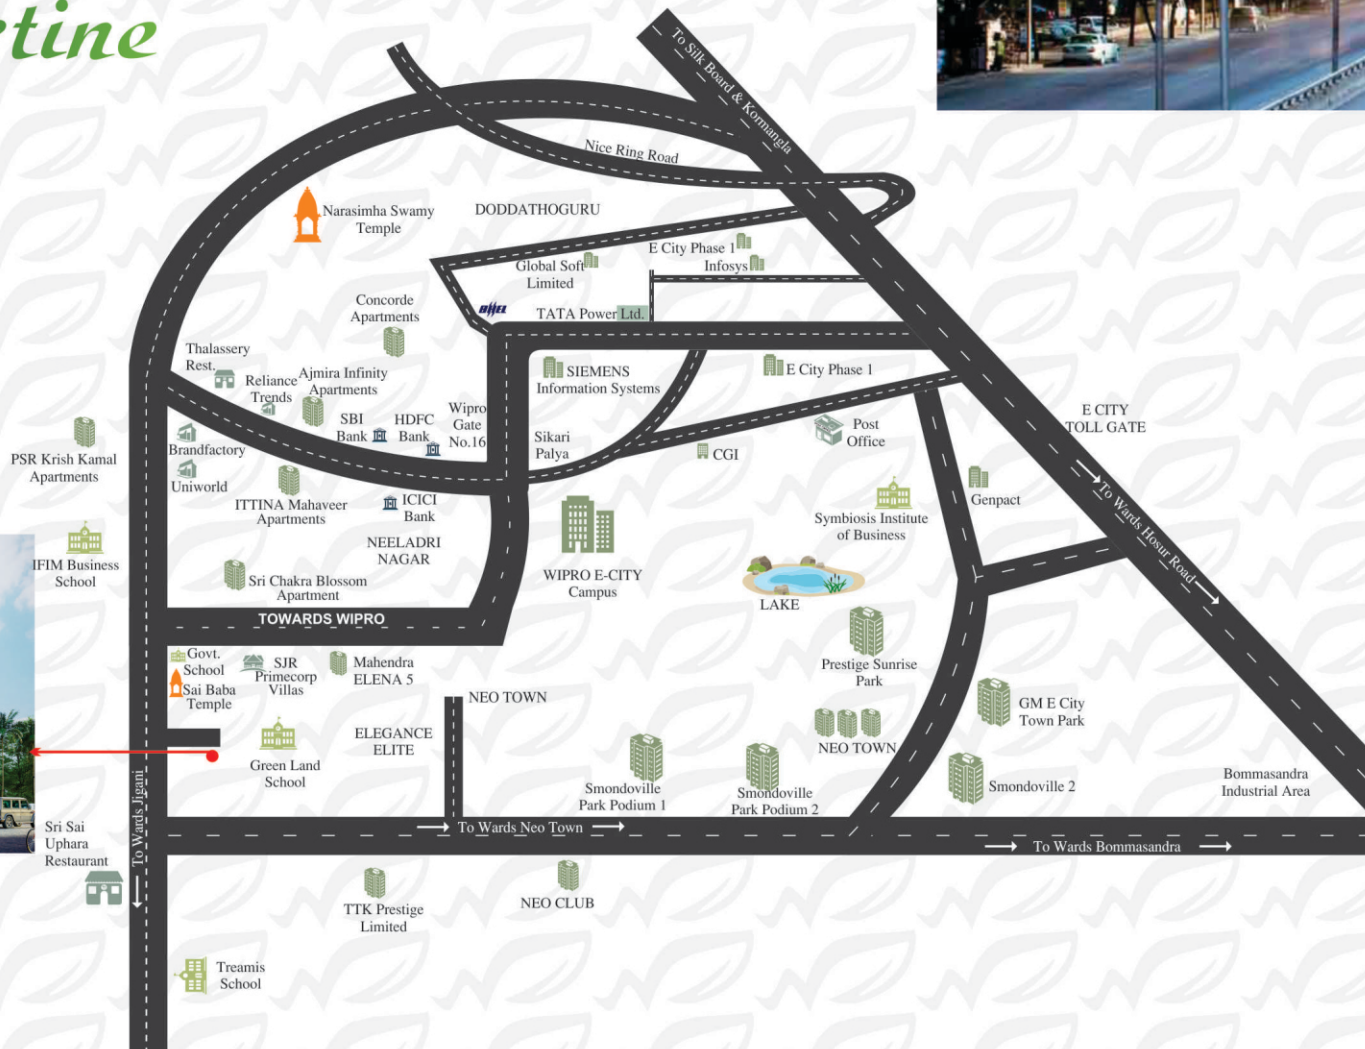 To Silk Board & Kormangla
Nice Ring Road
Narasimha Swamy
Temple
DODDATHOGURU
E City Phase 1
Infosys
Global Soft
Limited
Concorde
Apartments
BHEL
TATA Power Ltd.
Thalassery
Rest.
Reliance
Trends
Ajmira Infinity
Apartments
SIEMENS
Information Systems
E City Phase 1
SBI
Bank
HDFC
Bank
Wipro
Gate
No.16
Sikari
Palya
Post
Office
E CITY
TOLL GATE
PSR Krish Kamal
Apartments
Brandfactory
Uniworld
CGI
ITTINA Mahaveer
Apartments
ICICI
Bank
Genpact
To Wards Hosur Road
Symbiosis Institute
of Business
NEELADRI
NAGAR
IFIM Business
School
Sri Chakra Blossom
Apartment
WIPRO E-CITY
Campus
LAKE
TOWARDS WIPRO
Govt.
School
Sai Baba
Temple
SJR
Primecorp
Villas
Mahendra
ELENA 5
Prestige Sunrise
Park
NEO TOWN
GM E City
Town Park
ELEGANCE
ELITE
NEO TOWN
Green Land
School
Smondoville
Park Podium 1
Smondoville
Park Podium 2
Smondoville 2
Bommasandra
Industrial Area
To Wards Jigani
Sri Sai
Uphara
Restaurant
To Wards Neo Town
To Wards Bommasandra
TTK Prestige
Limited
NEO CLUB
Treamis
School